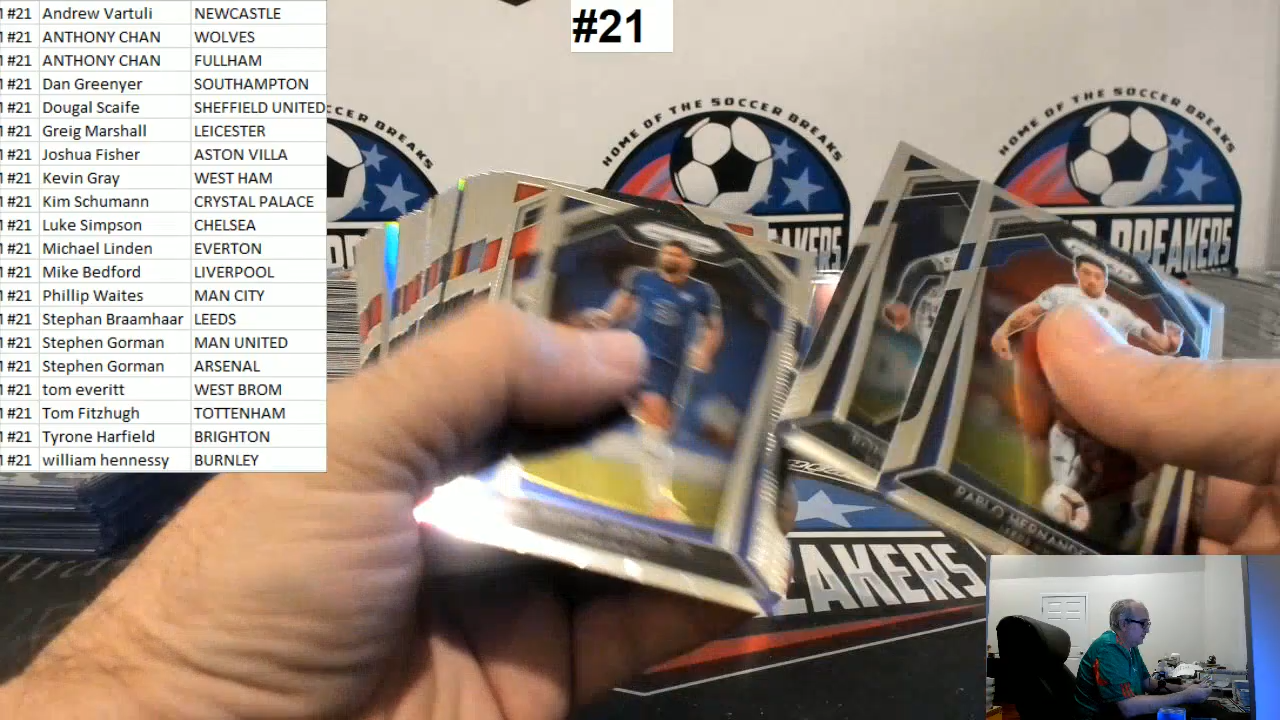 #21 Andrew Vartuli NEWCASTLE
#21 ANTHONY CHAN WOLVES
#21 ANTHONY CHAN FULLHAM
#21 Dan Greenyer SOUTHAMPTON
#21 Dougal Scaife SHEFFIELD UNITED
#21 Greig Marshall LEICESTER
#21 Joshua Fisher ASTON VILLA
#21 Kevin Gray WEST HAM
#21 Kim Schumann CRYSTAL PALACE
#21 Luke Simpson CHELSEA
#21 Michael Linden EVERTON
#21 Mike Bedford LIVERPOOL
#21 Phillip Waites MAN CITY
#21 Stephan Braamhaar LEEDS
#21 Stephen Gorman MAN UNITED
#21 Stephen Gorman ARSENAL
#21 tom everitt WEST BROM
#21 Tom Fitzhugh TOTTENHAM
#21 Tyrone Harfield BRIGHTON
#21 william hennessy BURNLEY
#21
CCER BREAKS
HOME OF THE SOCCER BREAKS
HOME OF THE SOCCER BREAKS
AKERS
BREAKERS
PABLO HERNANDE
AKERS